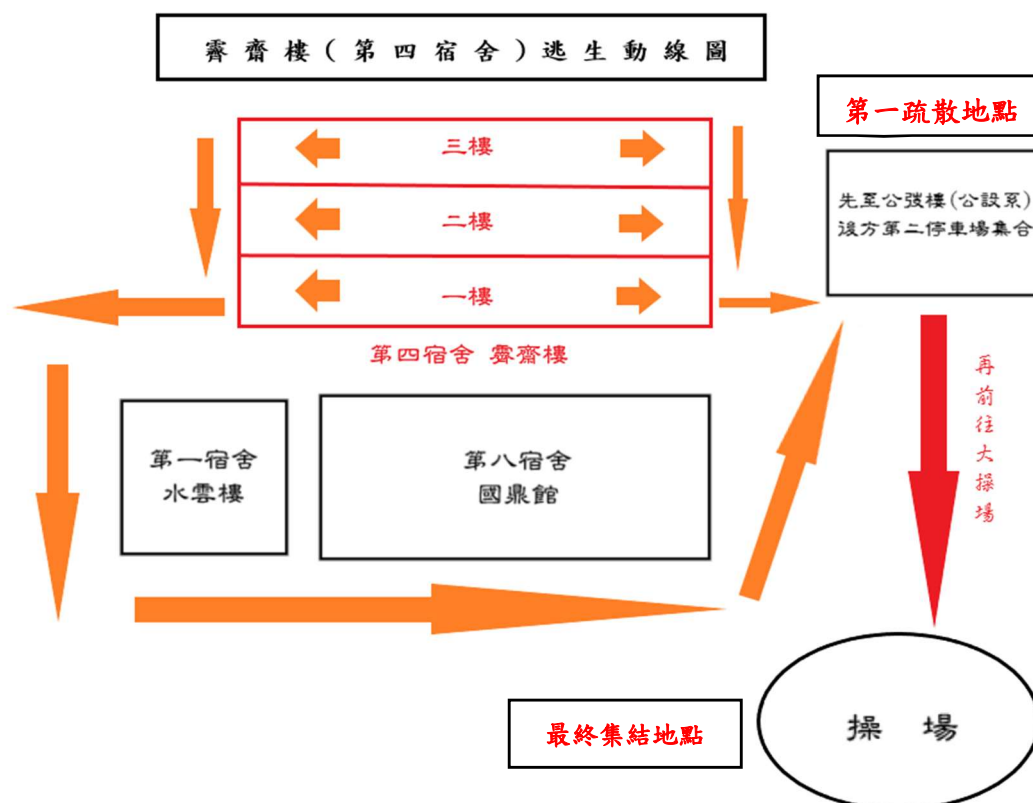 霽齋樓(第四宿舍)逃生動線圖
第一疏散地點
先至公弢樓(公設系)
後方第二停車場集合
三樓
二樓
一樓
第四宿舍 霽齋樓
再前往大操場
第一宿舍
水雲樓
第八宿舍
國鼎館
最終集結地點
操場